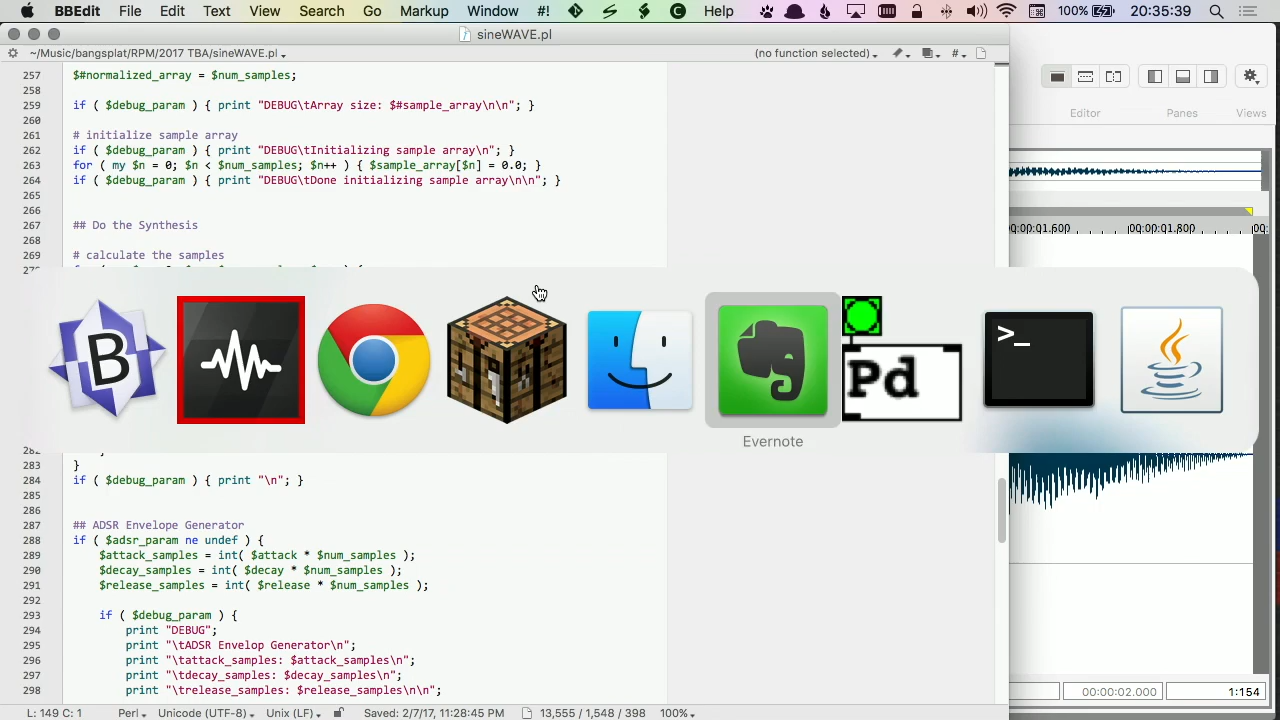 BBEdit File Edit Text View Search Go Markup Window #! Help 100% 20:35:39
sineWAVE.pl
~/Music/bangsplat/RPM/2017 TBA/sineWAVE.pl (no function selected) #
257 $#normalized_array = $num_samples;
258
259 if ( $debug_param ) { print "DEBUG\tArray size: $#sample_array\n\n"; }
260
261 # initialize sample array
262 if ( $debug_param ) { print "DEBUG\tInitializing sample array\n"; }
263 for ( my $n = 0; $n < $num_samples; $n++ ) { $sample_array[$n] = 0.0; }
264 if ( $debug_param ) { print "DEBUG\tDone initializing sample array\n\n"; }
265
266
267 ## Do the Synthesis
268
269 # calculate the samples
Editor Panes Views
00:00:01.600 00:00:01.800 00:
B
Pd
>_
Evernote
283 }
284 if ( $debug_param ) { print "\n"; }
285
286
287 ## ADSR Envelope Generator
288 if ( $adsr_param ne undef ) {
289 $attack_samples = int( $attack * $num_samples );
290 $decay_samples = int( $decay * $num_samples );
291 $release_samples = int( $release * $num_samples );
292
293 if ( $debug_param ) {
294 print "DEBUG";
295 print "\tADSR Envelop Generator\n";
296 print "\tattack_samples: $attack_samples\n";
297 print "\tdecay_samples: $decay_samples\n";
298 print "\trelease_samples: $release_samples\n\n";
00:00:02.000 1:154
L: 149 C: 1 Perl Unicode (UTF-8) Unix (LF) Saved: 2/7/17, 11:28:45 PM 13,555 / 1,548 / 398 100%